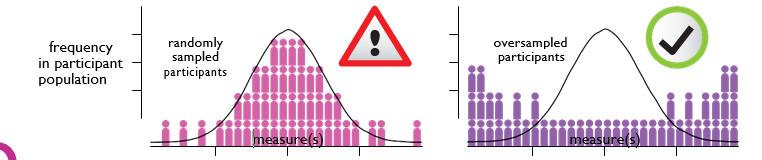 frequency
in participant
population
randomly
sampled
participants
measure(s)
oversampled
participants
measure(s)